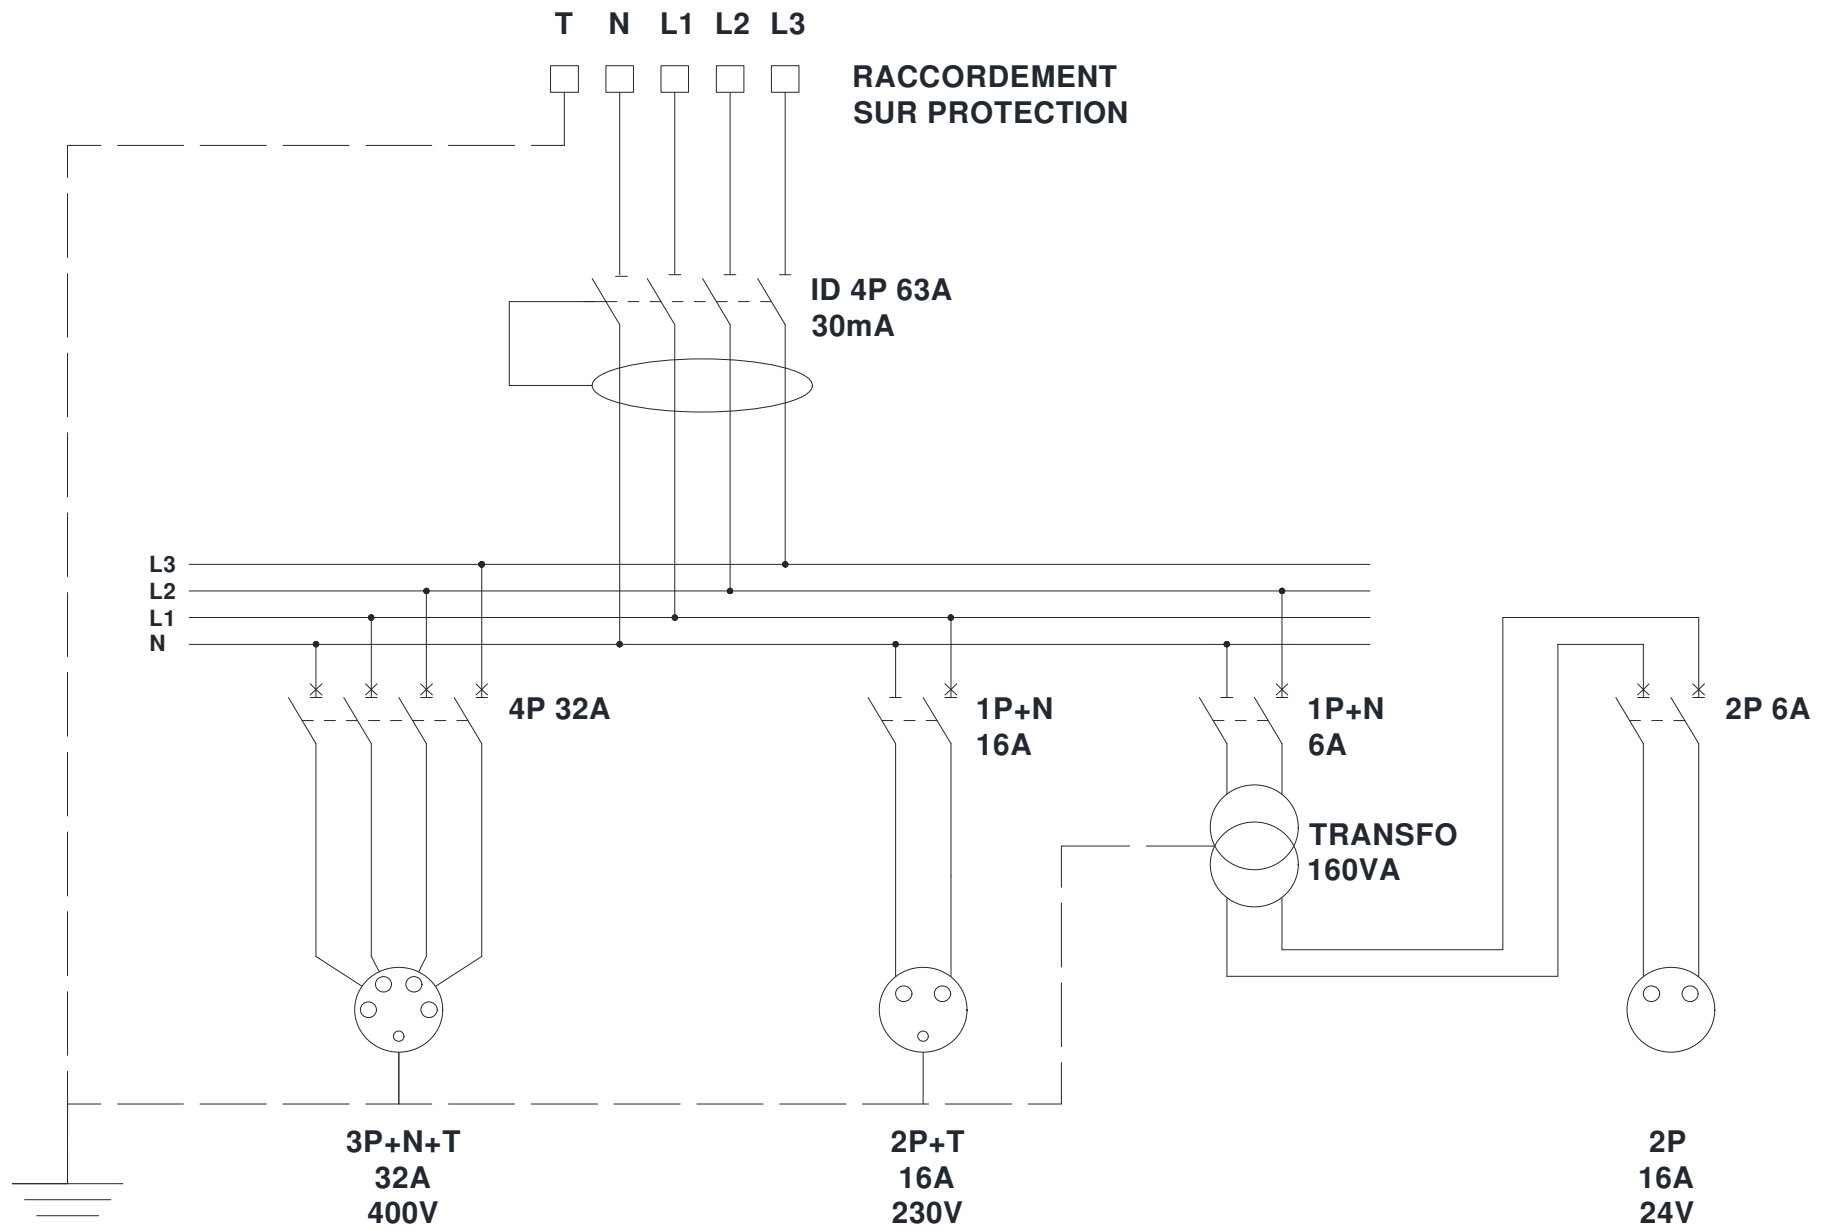 T N L1 L2 L3
RACCORDEMENT
SUR PROTECTION
ID 4P 63A
30mA
L3
L2
L1
N
4P 32A
1P+N
16A
1P+N
6A
2P 6A
TRANSFO
160VA
3P+N+T
32A
400V
2P+T
16A
230V
2P
16A
24V